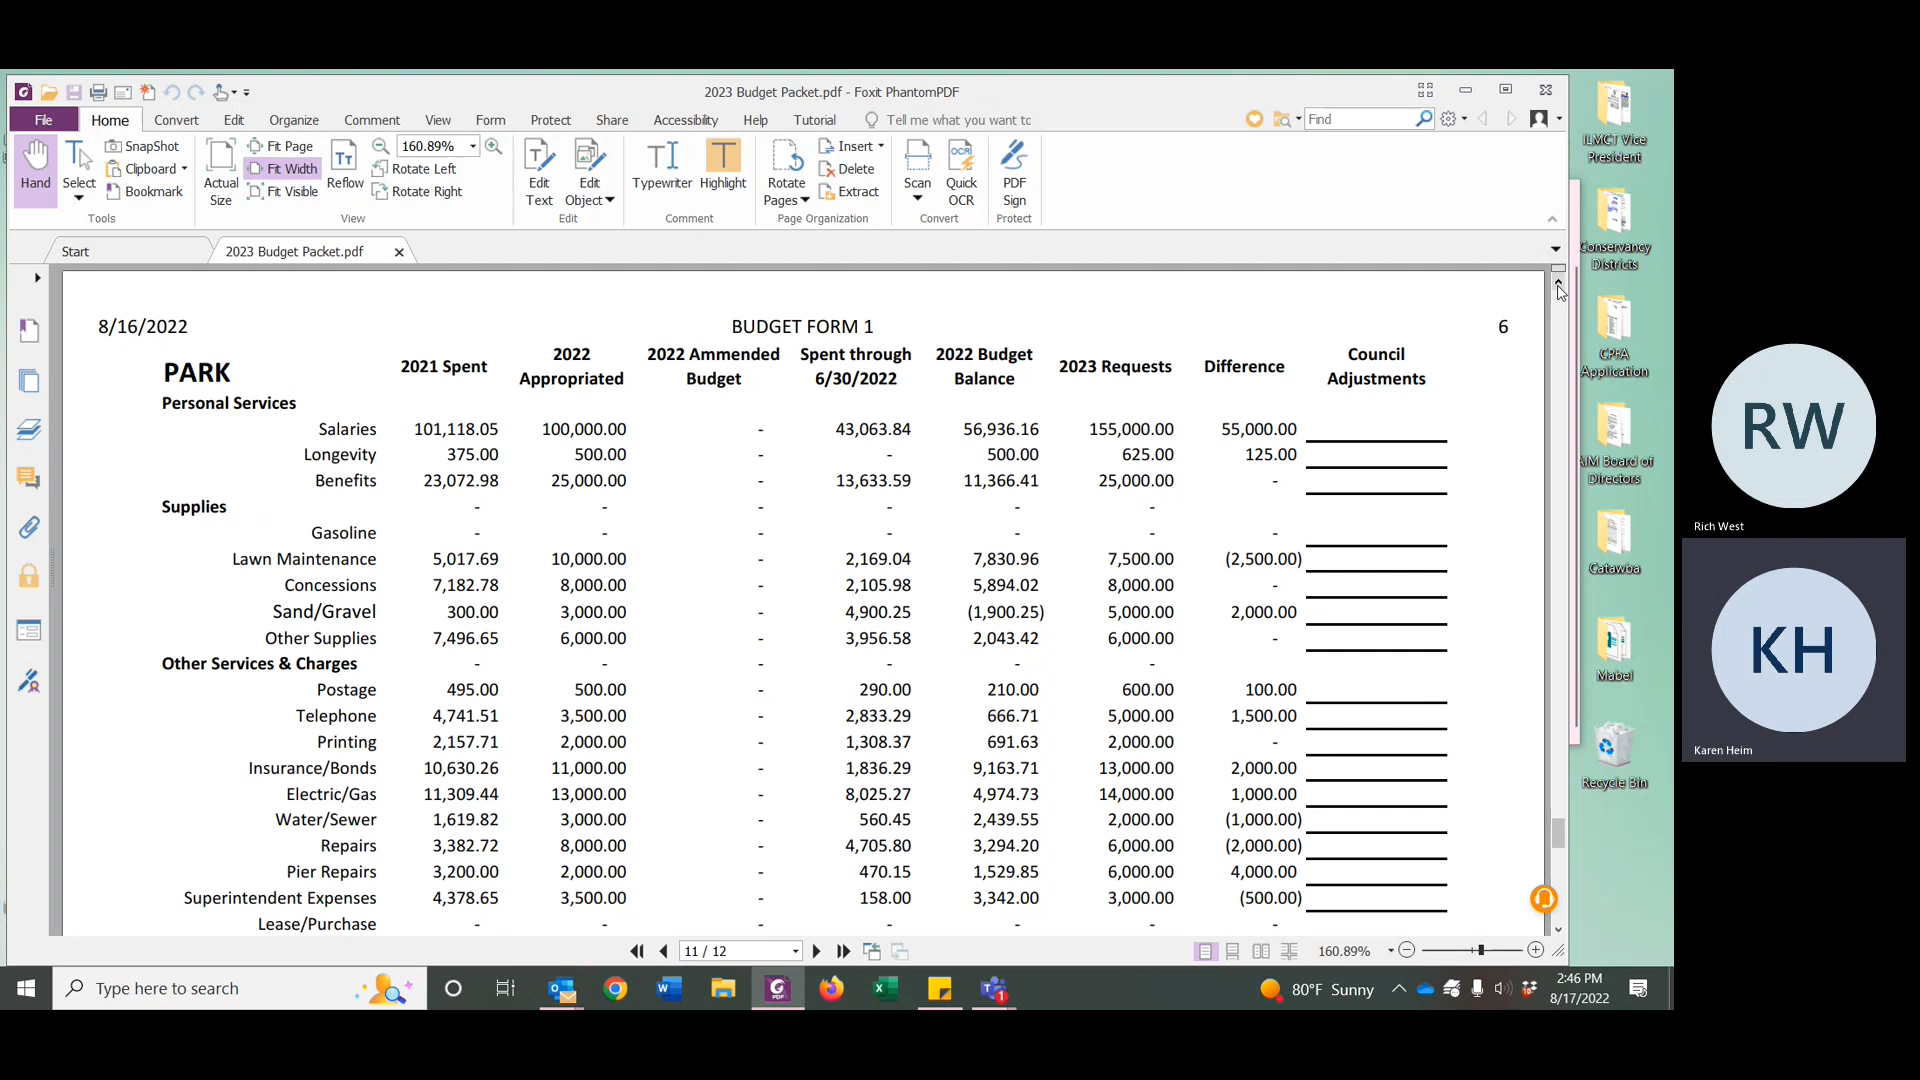 2023 Budget Packet.pdf - Foxit PhantomPDF
File Home Convert Edit Organize Comment View Form Protect Share Accessibility Help Tutorial Tell me what you want to Find
Hand
Select
SnapShot
Clipboard
Bookmark
Tools
Actual Size
Fit Page
Fit Width
Fit Visible
Reflow
160.89%
Rotate Left
Rotate Right
View
Edit Text
Edit Object
Edit
Typewriter
Highlight
Comment
Rotate Pages
Insert
Delete
Extract
Page Organization
Scan
Quick OCR
Convert
PDF Sign
Protect
Start 2023 Budget Packet.pdf
8/16/2022 BUDGET FORM 1 6
PARK 2021 Spent 2022 Appropriated 2022 Ammended Budget Spent through 6/30/2022 2022 Budget Balance 2023 Requests Difference Council Adjustments
Personal Services
Salaries 101,118.05 100,000.00 - 43,063.84 56,936.16 155,000.00 55,000.00
Longevity 375.00 500.00 - - 500.00 625.00 125.00
Benefits 23,072.98 25,000.00 - 13,633.59 11,366.41 25,000.00 -
Supplies - - - - - -
Gasoline - - - - - - -
Lawn Maintenance 5,017.69 10,000.00 - 2,169.04 7,830.96 7,500.00 (2,500.00)
Concessions 7,182.78 8,000.00 - 2,105.98 5,894.02 8,000.00 -
Sand/Gravel 300.00 3,000.00 - 4,900.25 (1,900.25) 5,000.00 2,000.00
Other Supplies 7,496.65 6,000.00 - 3,956.58 2,043.42 6,000.00 -
Other Services & Charges - - - - - -
Postage 495.00 500.00 - 290.00 210.00 600.00 100.00
Telephone 4,741.51 3,500.00 - 2,833.29 666.71 5,000.00 1,500.00
Printing 2,157.71 2,000.00 - 1,308.37 691.63 2,000.00 -
Insurance/Bonds 10,630.26 11,000.00 - 1,836.29 9,163.71 13,000.00 2,000.00
Electric/Gas 11,309.44 13,000.00 - 8,025.27 4,974.73 14,000.00 1,000.00
Water/Sewer 1,619.82 3,000.00 - 560.45 2,439.55 2,000.00 (1,000.00)
Repairs 3,382.72 8,000.00 - 4,705.80 3,294.20 6,000.00 (2,000.00)
Pier Repairs 3,200.00 2,000.00 - 470.15 1,529.85 6,000.00 4,000.00
Superintendent Expenses 4,378.65 3,500.00 - 158.00 3,342.00 3,000.00 (500.00)
Lease/Purchase - - - - - - -
11 / 12 160.89%
Type here to search
80°F Sunny
2:46 PM
8/17/2022
ILMCT Vice President
Conservancy Districts
CPFA Application
AIM Board of Directors
Catawba
Mabel
Recycle Bin
RW
Rich West
KH
Karen Heim